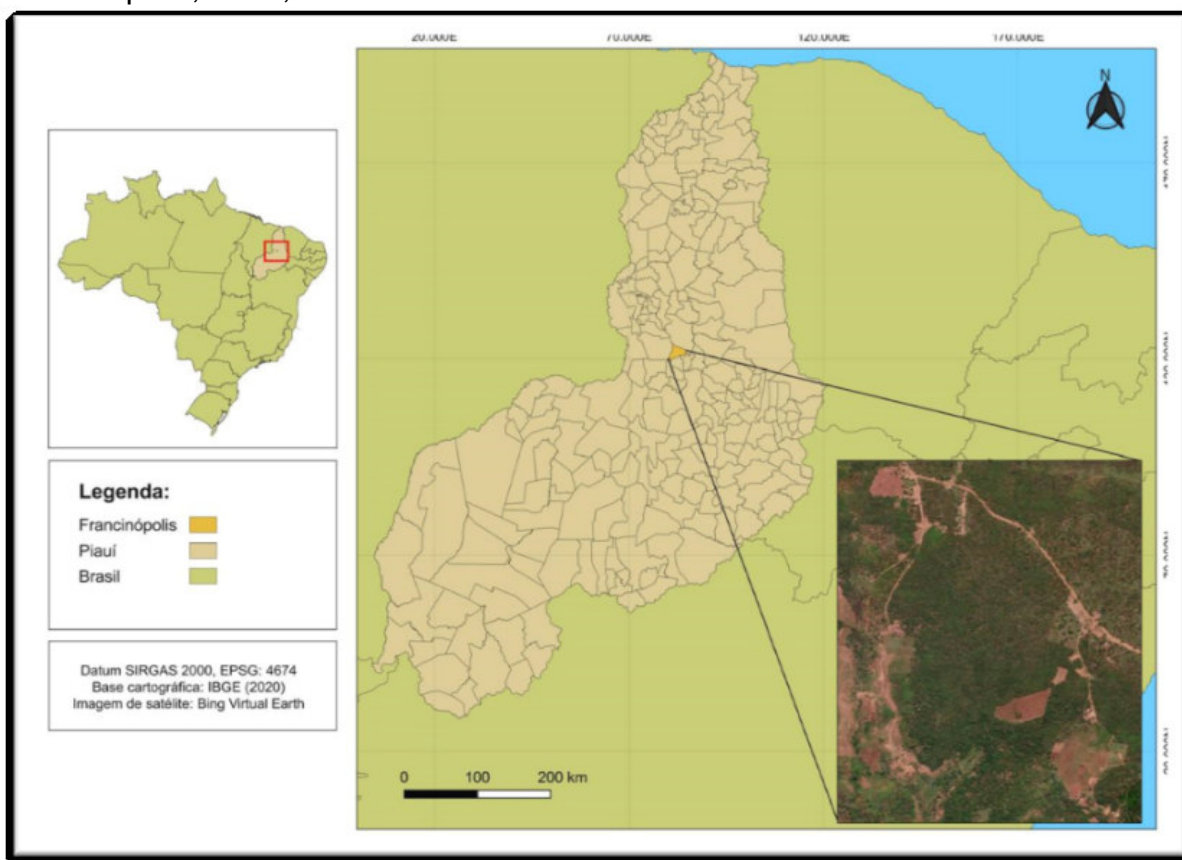 20.000E 70.000E 120.000E 170.000E
N
Legenda:
Francinópolis
Piauí
Brasil
Datum SIRGAS 2000, EPSG: 4674
Base cartográfica: IBGE (2020)
Imagem de satélite: Bing Virtual Earth
0 100 200 km